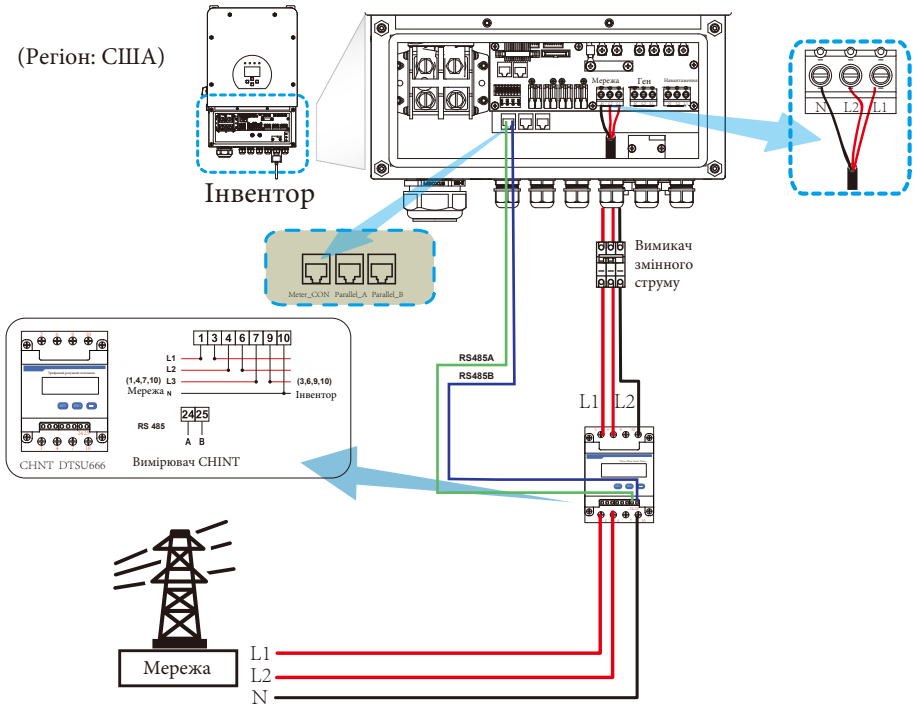 (Регіон: США)
Інвентор
Мережа
Ген
Навантаження
N L2 L1
Meter_CON Parallel_A Parallel_B
Вимикач
змінного
струму
1 3 4 6 7 9 10
L1
L2
(1,4,7,10) L3 (3,6,9,10)
Мережа N Інвентор
24 25
RS 485
A B
CHNT DTSU666
Вимірювач CHINT
RS485A
RS485B
L1 L2
Мережа
L1
L2
N